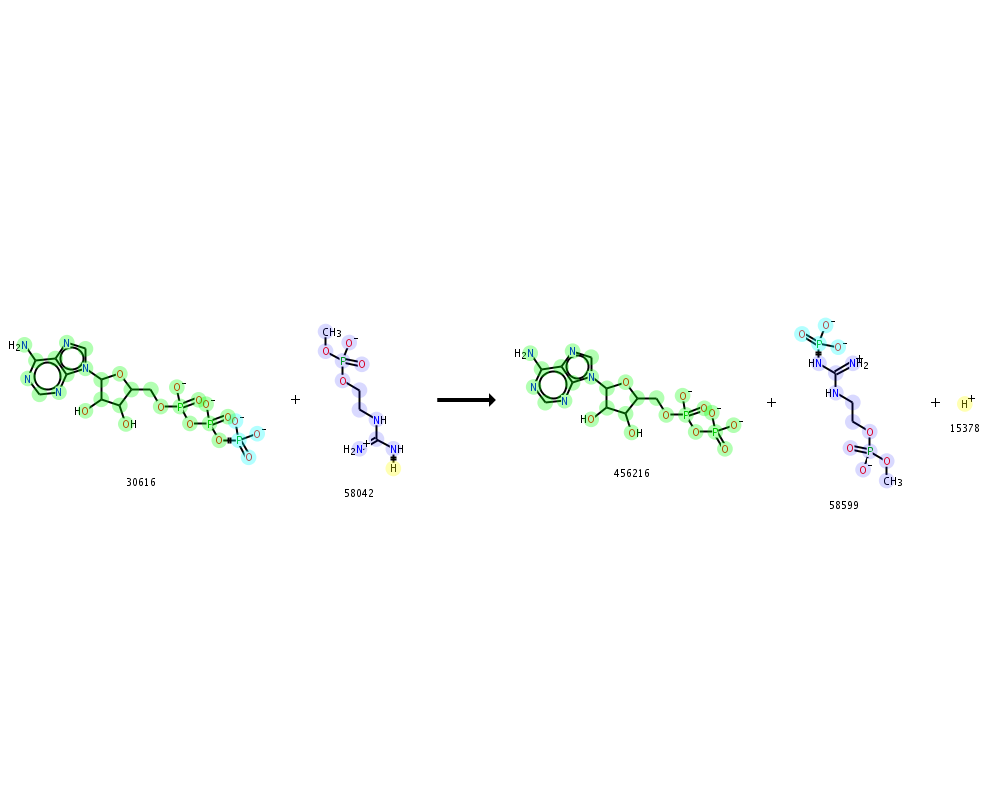 30616
+
58042
456216
+
58599
+
H+
15378
H2N
N
N
N
N
O
HO
OH
O
P
O
O-
O
P
O
O-
O
P
O-
O-
O
CH3
O
P
O-
O
O
NH
H2N+
NH
H
H2N
N
N
N
N
O
HO
OH
O
P
O
O-
O
P
O-
O-
O
O
O-
P
O-
HN
NH2+
HN
O
O
P
O-
O
CH3